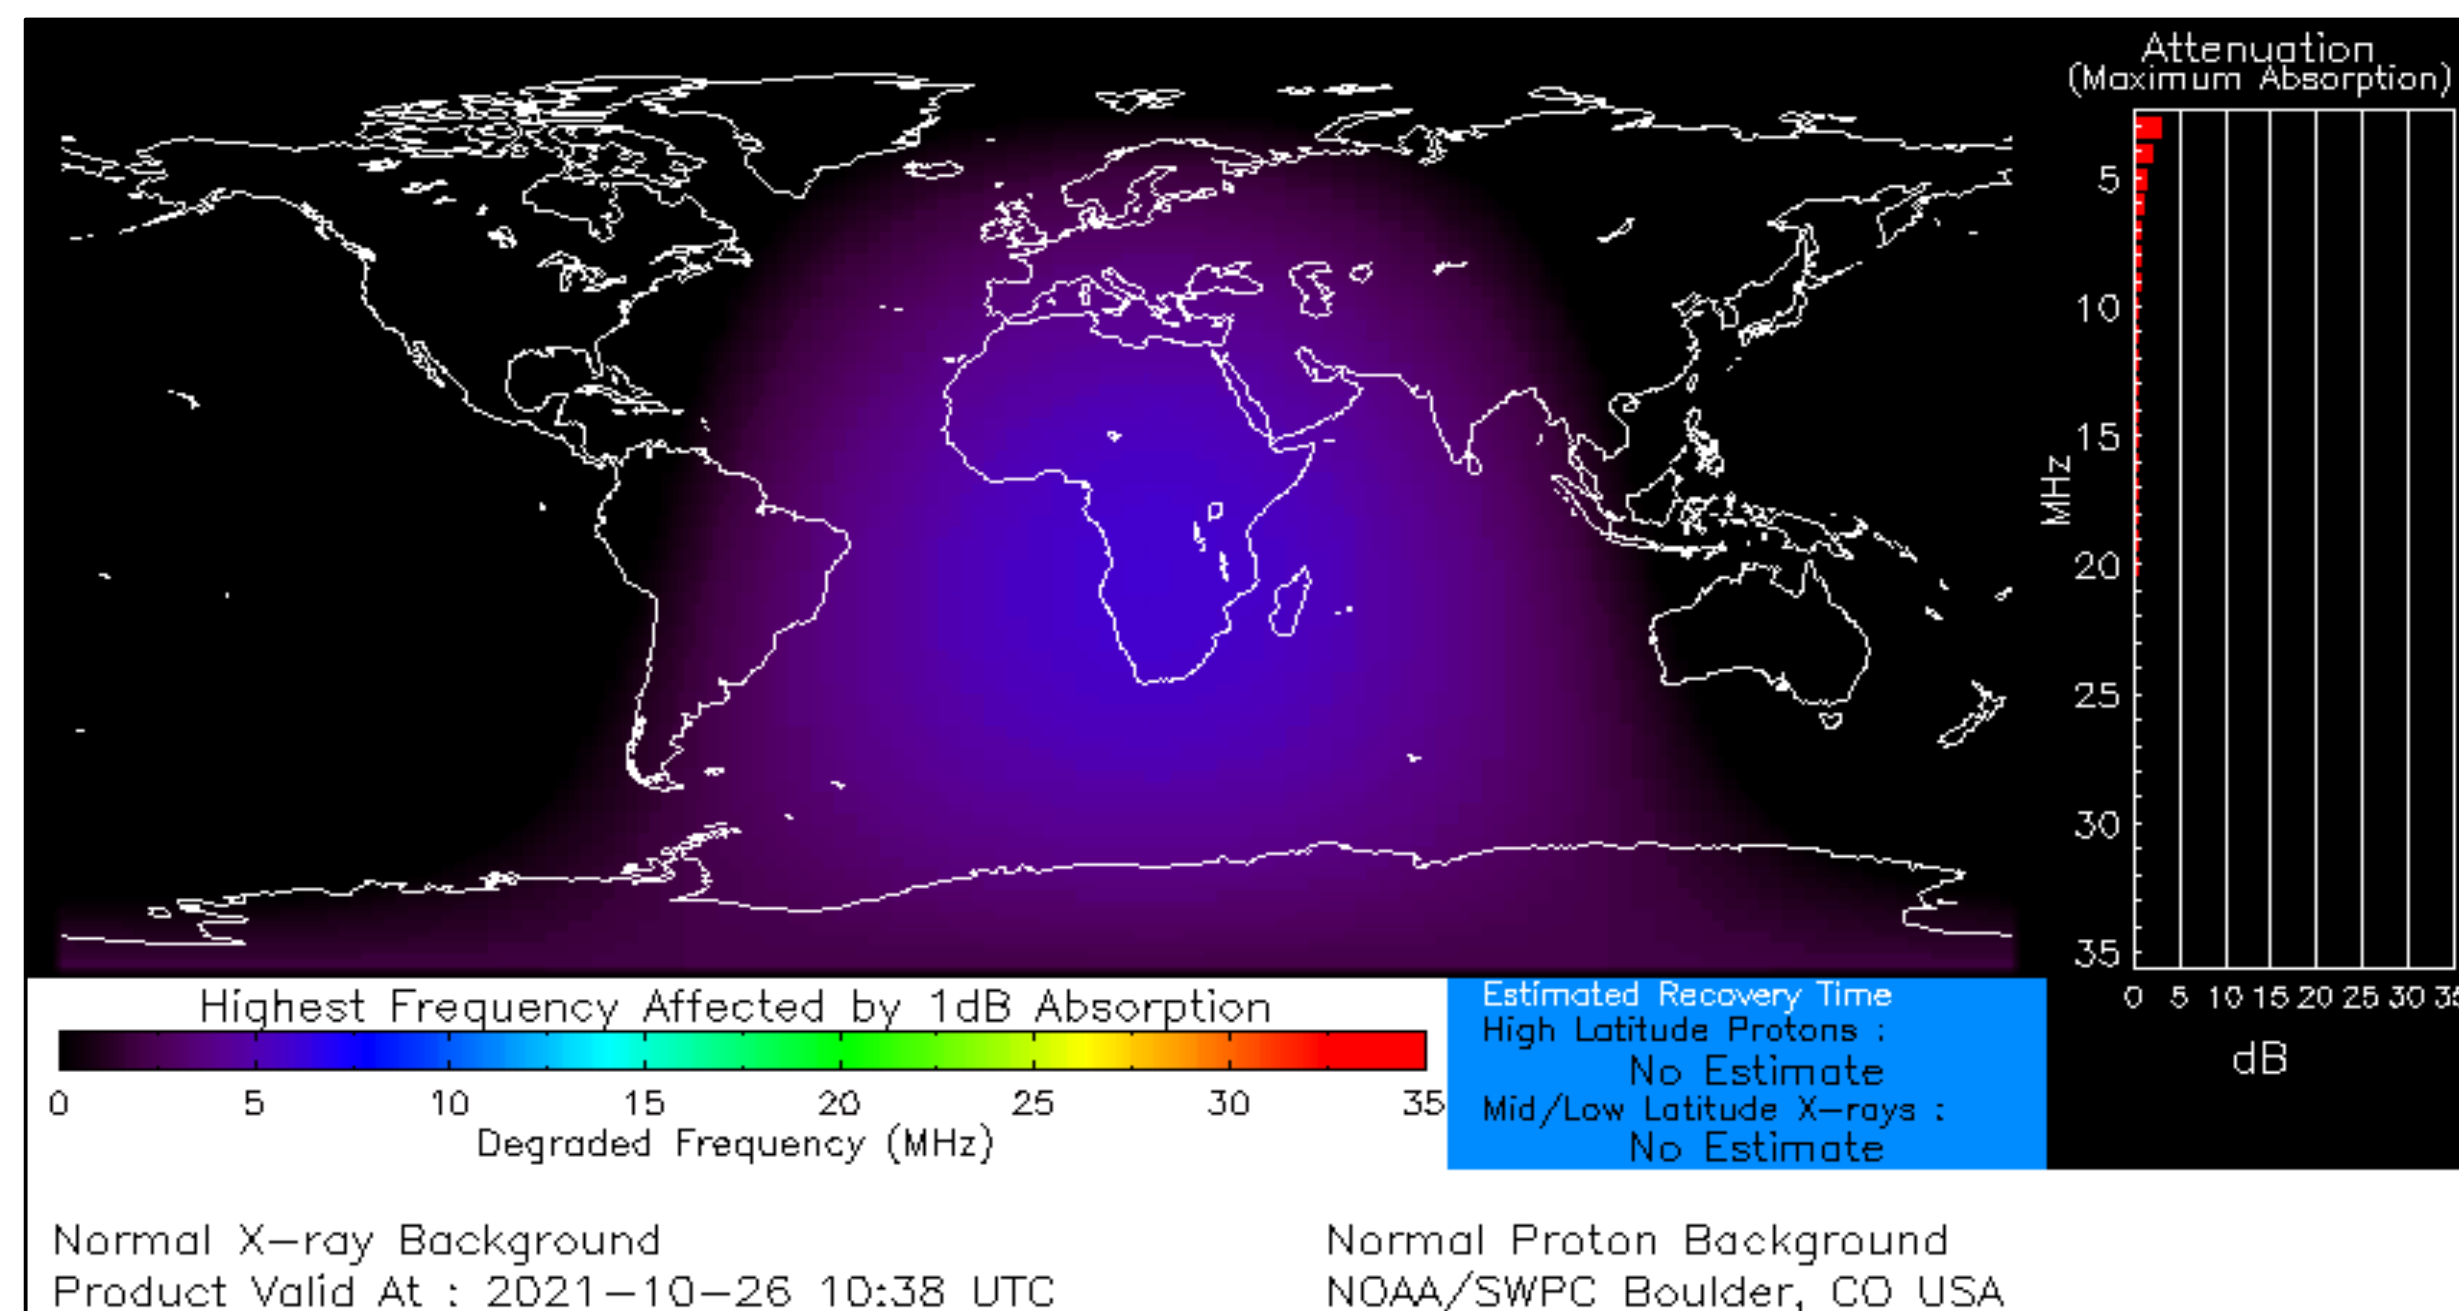 Attenuation
(Maximum Absorption)
5
10
15
20
25
30
35
MHz
0 5 10 15 20 25 30 35
dB
Highest Frequency Affected by 1dB Absorption
0 5 10 15 20 25 30 35
Degraded Frequency (MHz)
Estimated Recovery Time
High Latitude Protons :
No Estimate
Mid/Low Latitude X-rays :
No Estimate
Normal X-ray Background
Product Valid At : 2021-10-26 10:38 UTC
Normal Proton Background
NOAA/SWPC Boulder, CO USA